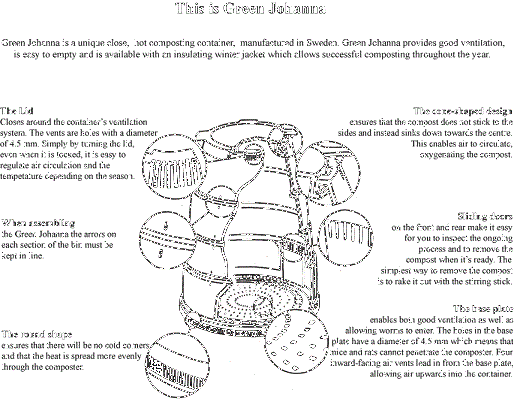 This is Green Johanna
Green Johanna is a unique close, hot composting container, manufactured in Sweden. Green Johanna provides good ventilation,
is easy to empty and is available with an insulating winter jacket which allows successful composting throughout the year.
The Lid
Closes around the container's ventilation
system. The vents are holes with a diameter
of 4.5 mm. Simply by turning the lid,
even when it is locked, it is easy to
regulate air circulation and the
tempetature depending on the season.
When assembling
the Green Johanna the arrows on
each section of the bin must be
kept in line.
The round shape
ensures that there will be no cold corners,
and that the heat is spread more evenly
through the composter.
The cone-shaped design
ensures that the compost does not stick to the
sides and instead sinks down towards the centre.
This enables air to circulate,
oxygenating the compost.
Sliding doors
on the front and rear make it easy
for you to inspect the ongoing
process and to remove the
compost when it's ready. The
simplest way to remove the compost
is to rake it out with the stirring stick.
The base plate
enables both good ventilation as well as
allowing worms to enter. The holes in the base
plate have a diameter of 4.5 mm which means that
mice and rats cannot penetrate the composter. Four
inward-facing air vents lead in from the base plate,
allowing air upwards into the container.